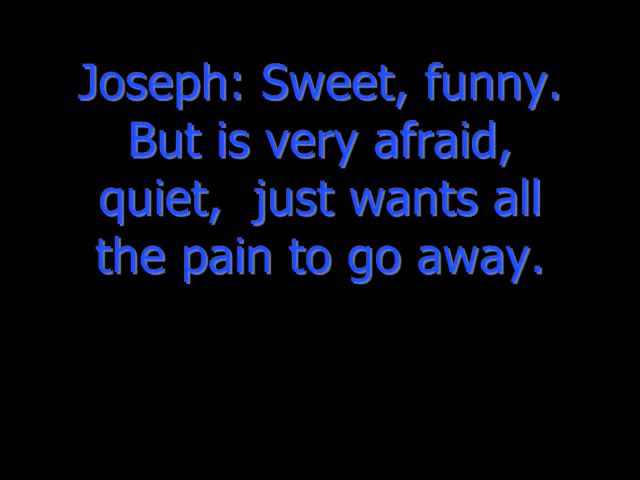 Joseph: Sweet, funny.
But is very afraid,
quiet,  just wants all
the pain to go away.